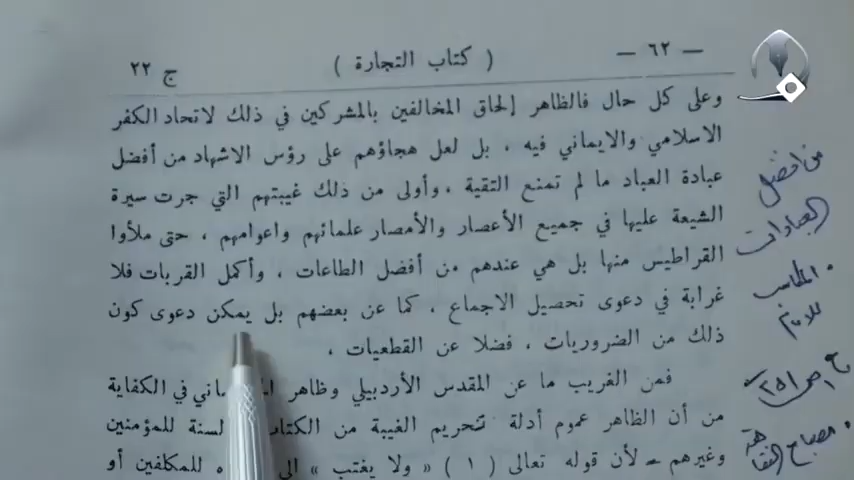 — ٦٢ —
( كتاب التجارة )
ج ٢٢
وعلى كل حال فالظاهر إلحاق المخالفين بالمشركين في ذلك لاتحاد الكفر
الاسلامي والايماني فيه ، بل لعل هجاؤهم على رؤس الاشهاد من أفضل
عبادة العباد ما لم تمنع التقية ، وأولى من ذلك غيبتهم التي جرت سيرة
الشيعة عليها في جميع الأعصار والأمصار علمائهم واعوامهم ، حتى ملأوا
القراطيس منها بل هي عندهم من أفضل الطاعات ، وأكمل القربات فلا
غرابة في دعوى تحصيل الاجماع ، كما عن بعضهم بل يمكن دعوى كون
ذلك من الضروريات ، فضلا عن القطعيات ،
فمن الغريب ما عن المقدس الأردبيلي وظاهر في الكفاية
من أن الظاهر عموم أدلة تحريم الغيبة من الكتاب للمؤمنين
وغيرهم - لأن قوله تعالى ( ١ ) « ولا يغتب » للمكلفين أو
من افضل
العبادات
مصباح الفقاهة